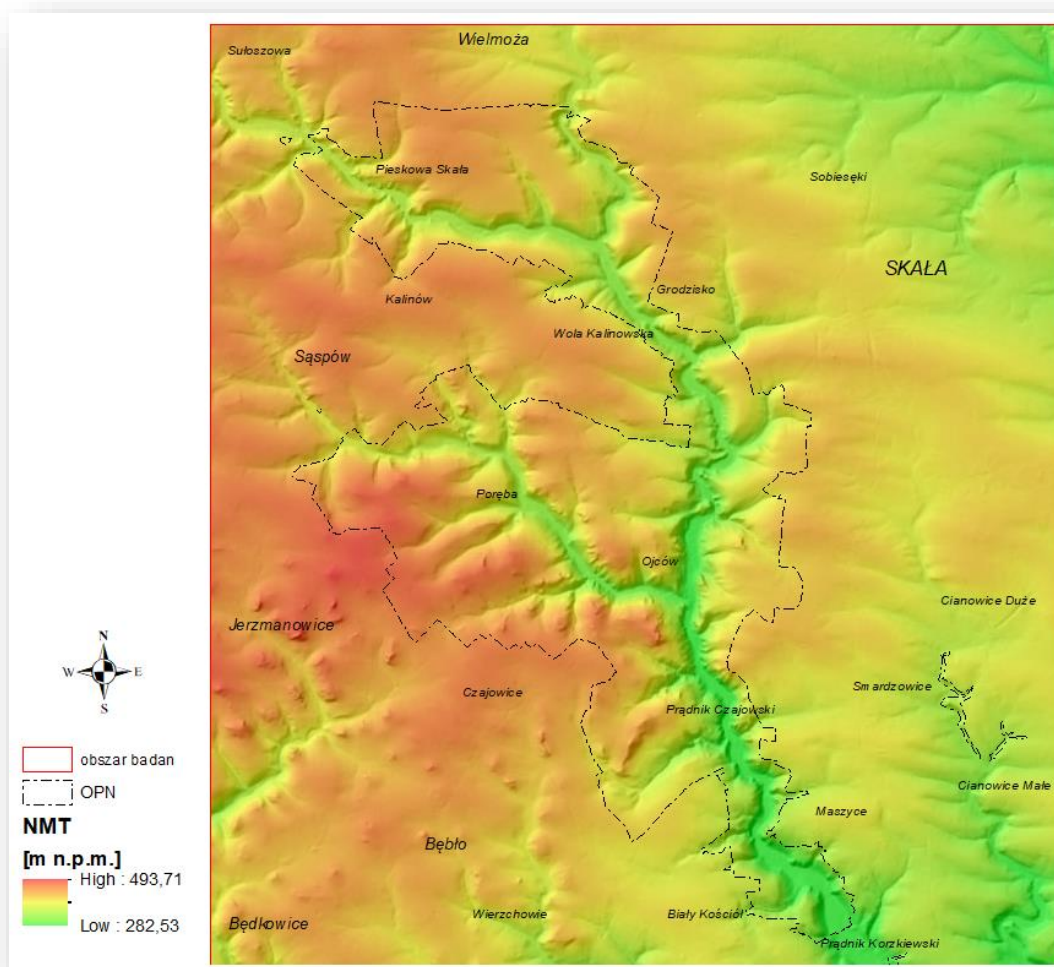 Wielmoża
Sułoszowa
Pieskowa Skała
Sobiesęki
SKAŁA
Grodzisko
Kalinów
Wola Kalinowska
Sąspów
Poręba
Ojców
Cianowice Duże
Jerzmanowice
Smardzowice
Czajowice
Prądnik Czajowski
Cianowice Małe
Maszyce
Bębło
Wierzchowie
Biały Kościół
Będkowice
Prądnik Korzkiewski
N
W
E
S
obszar badan
OPN
NMT
[m n.p.m.]
High : 493,71
Low : 282,53